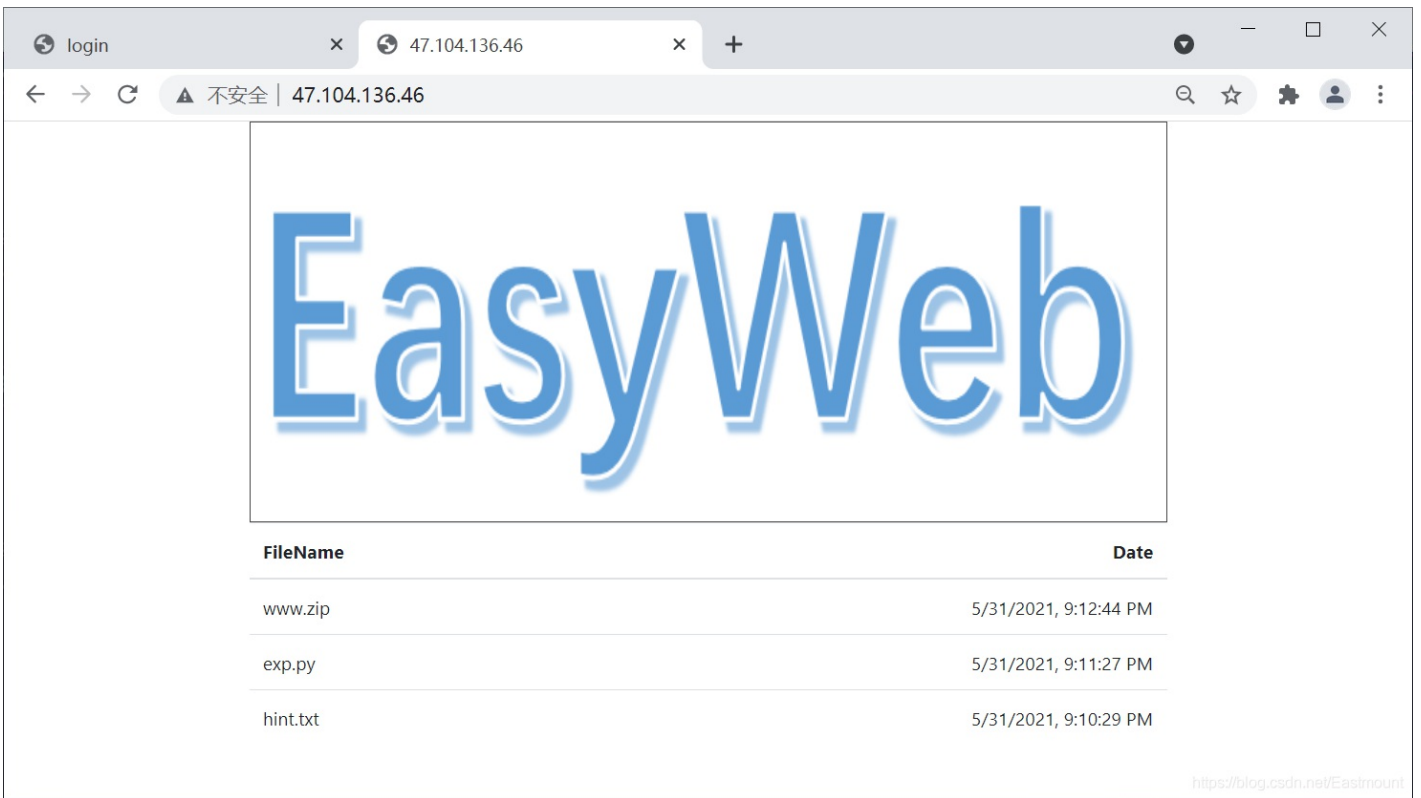 login
47.104.136.46
不安全 47.104.136.46
EasyWeb
FileName Date
www.zip 5/31/2021, 9:12:44 PM
exp.py 5/31/2021, 9:11:27 PM
hint.txt 5/31/2021, 9:10:29 PM
https://blog.csdn.net/Eastmount